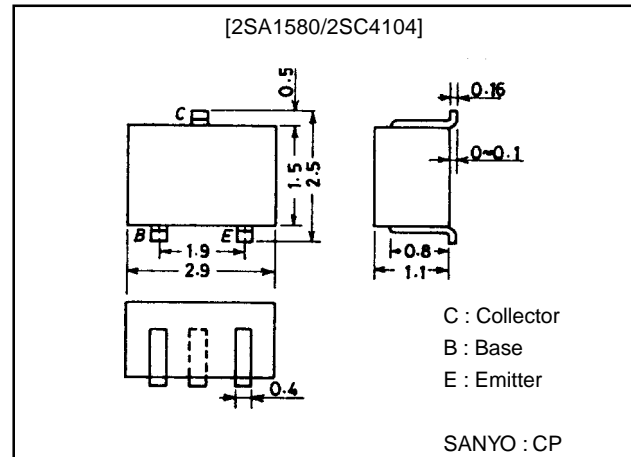 [2SA1580/2SC4104]
0.5
C
0.16
1.5
2.5
0~0.1
B
E
1.9
0.8
2.9
1.1
C : Collector
B : Base
E : Emitter
0.4
SANYO : CP